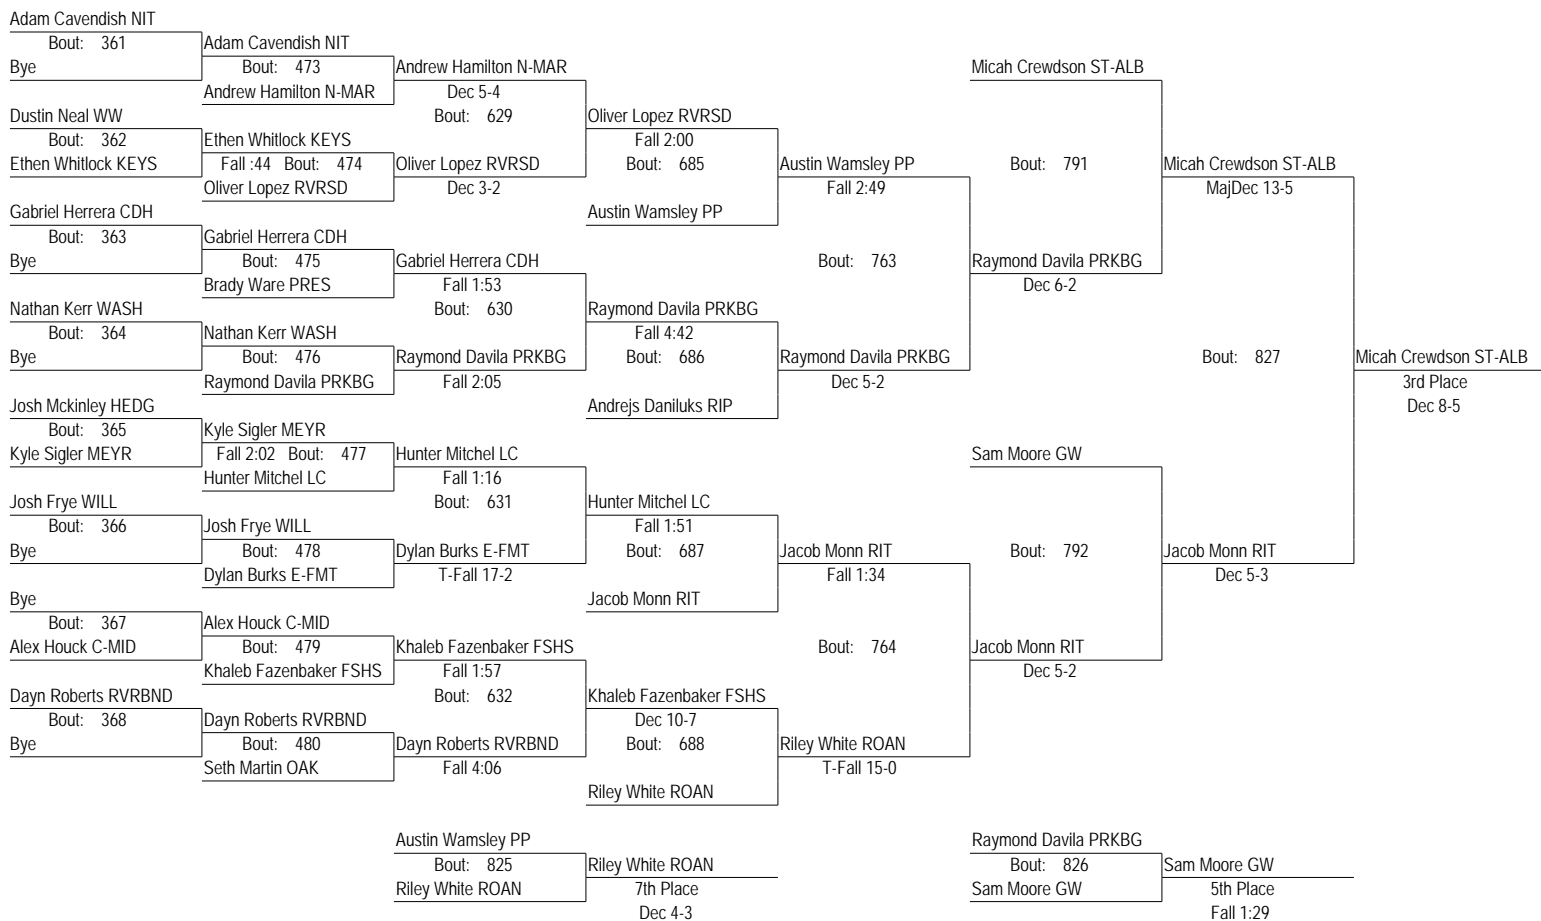 Adam Cavendish NIT
Bout: 361
Adam Cavendish NIT
Bye
Bout: 473
Andrew Hamilton N-MAR
Micah Crewdson ST-ALB
Andrew Hamilton N-MAR
Dec 5-4
Dustin Neal WW
Bout: 629
Oliver Lopez RVRSD
Bout: 362
Ethen Whitlock KEYS
Fall 2:00
Ethen Whitlock KEYS
Fall :44 Bout: 474
Oliver Lopez RVRSD
Bout: 685
Austin Wamsley PP
Bout: 791
Micah Crewdson ST-ALB
Oliver Lopez RVRSD
Dec 3-2
Fall 2:49
MajDec 13-5
Gabriel Herrera CDH
Austin Wamsley PP
Bout: 363
Gabriel Herrera CDH
Bye
Bout: 475
Gabriel Herrera CDH
Bout: 763
Raymond Davila PRKBG
Brady Ware PRES
Fall 1:53
Dec 6-2
Nathan Kerr WASH
Bout: 630
Raymond Davila PRKBG
Bout: 364
Nathan Kerr WASH
Fall 4:42
Bye
Bout: 476
Raymond Davila PRKBG
Bout: 686
Raymond Davila PRKBG
Bout: 827
Micah Crewdson ST-ALB
Raymond Davila PRKBG
Fall 2:05
Dec 5-2
3rd Place
Josh Mckinley HEDG
Andrejs Daniluks RIP
Dec 8-5
Bout: 365
Kyle Sigler MEYR
Kyle Sigler MEYR
Fall 2:02 Bout: 477
Hunter Mitchel LC
Sam Moore GW
Hunter Mitchel LC
Fall 1:16
Josh Frye WILL
Bout: 631
Hunter Mitchel LC
Bout: 366
Josh Frye WILL
Fall 1:51
Bye
Bout: 478
Dylan Burks E-FMT
Bout: 687
Jacob Monn RIT
Bout: 792
Jacob Monn RIT
Dylan Burks E-FMT
T-Fall 17-2
Fall 1:34
Dec 5-3
Bye
Jacob Monn RIT
Bout: 367
Alex Houck C-MID
Alex Houck C-MID
Bout: 479
Khaleb Fazenbaker FSHS
Bout: 764
Jacob Monn RIT
Khaleb Fazenbaker FSHS
Fall 1:57
Dec 5-2
Dayn Roberts RVRBND
Bout: 632
Khaleb Fazenbaker FSHS
Bout: 368
Dayn Roberts RVRBND
Dec 10-7
Bye
Bout: 480
Dayn Roberts RVRBND
Bout: 688
Riley White ROAN
Seth Martin OAK
Fall 4:06
T-Fall 15-0
Riley White ROAN
Austin Wamsley PP
Raymond Davila PRKBG
Bout: 825
Riley White ROAN
Bout: 826
Sam Moore GW
Riley White ROAN
7th Place
Sam Moore GW
5th Place
Dec 4-3
Fall 1:29